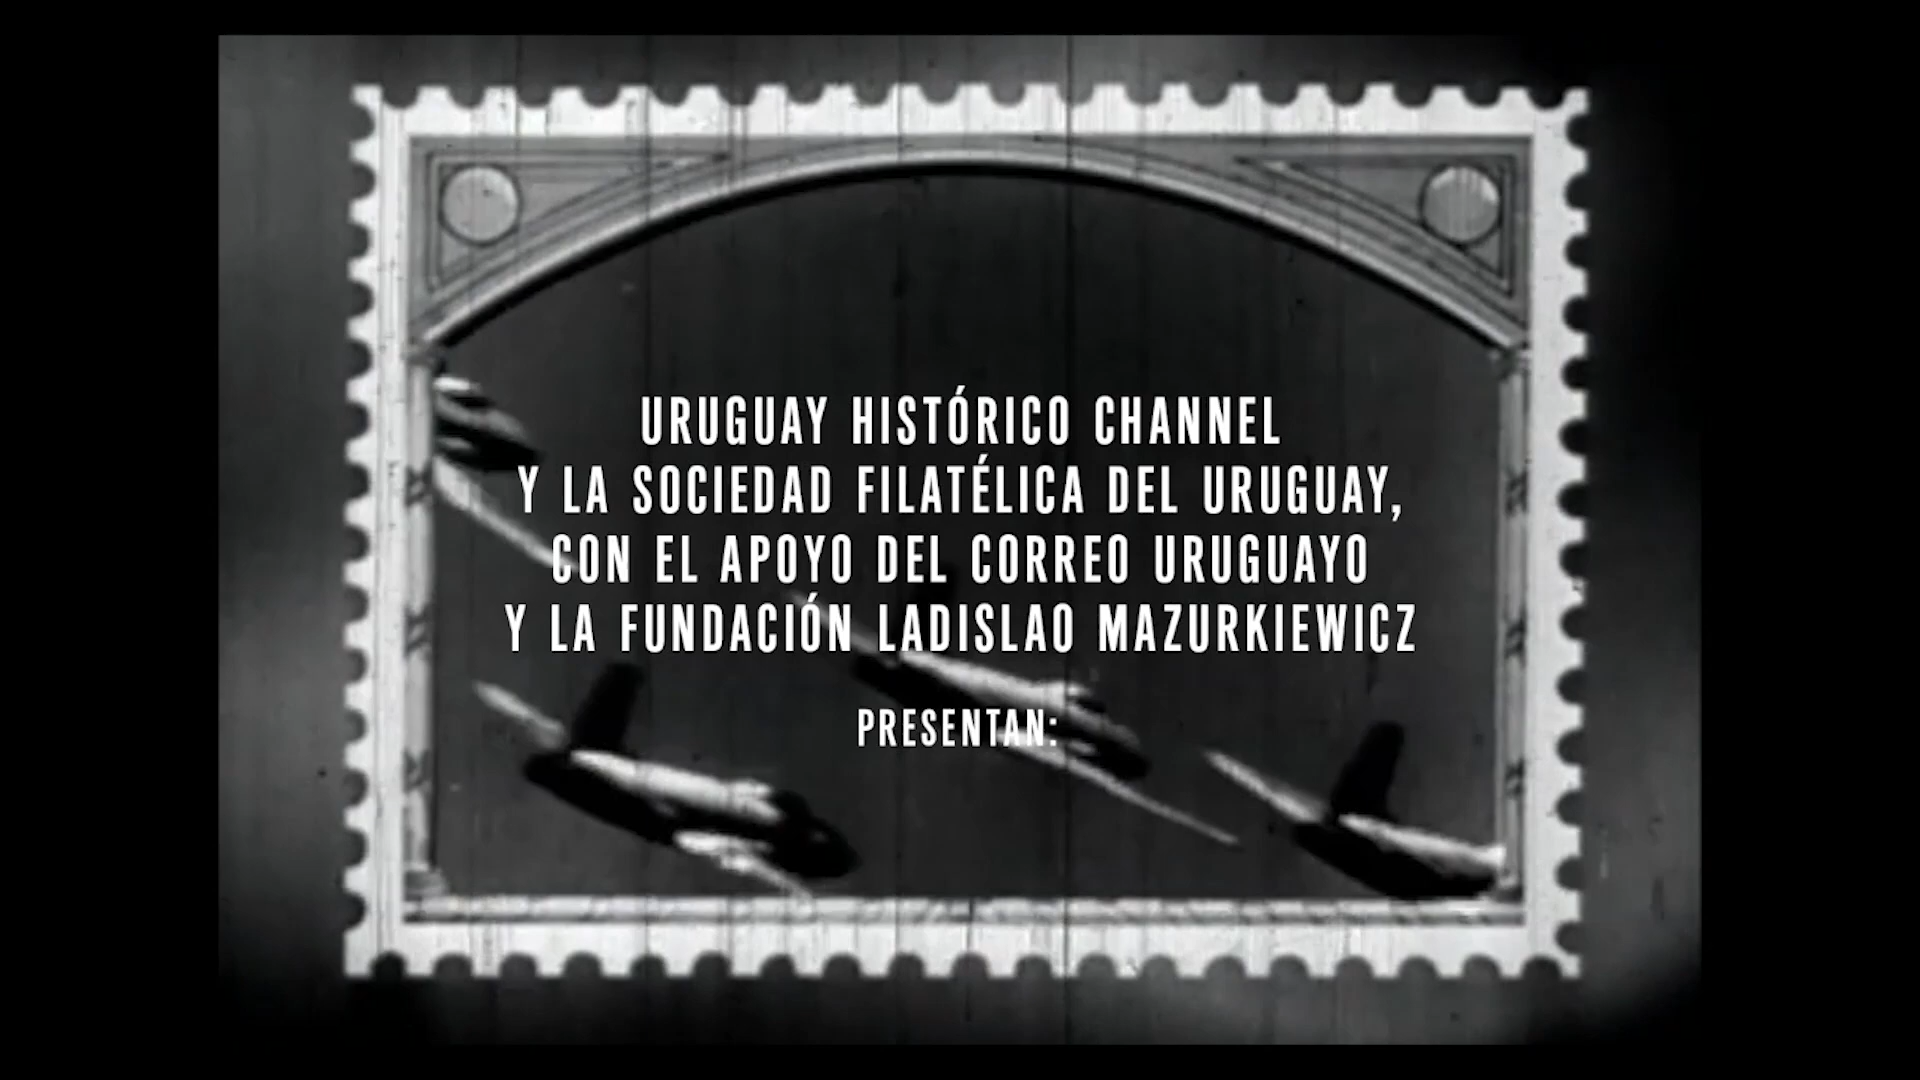 URUGUAY HISTÓRICO CHANNEL
Y LA SOCIEDAD FILATÉLICA DEL URUGUAY,
CON EL APOYO DEL CORREO URUGUAYO
Y LA FUNDACIÓN LADISLAO MAZURKIEWICZ
PRESENTAN: